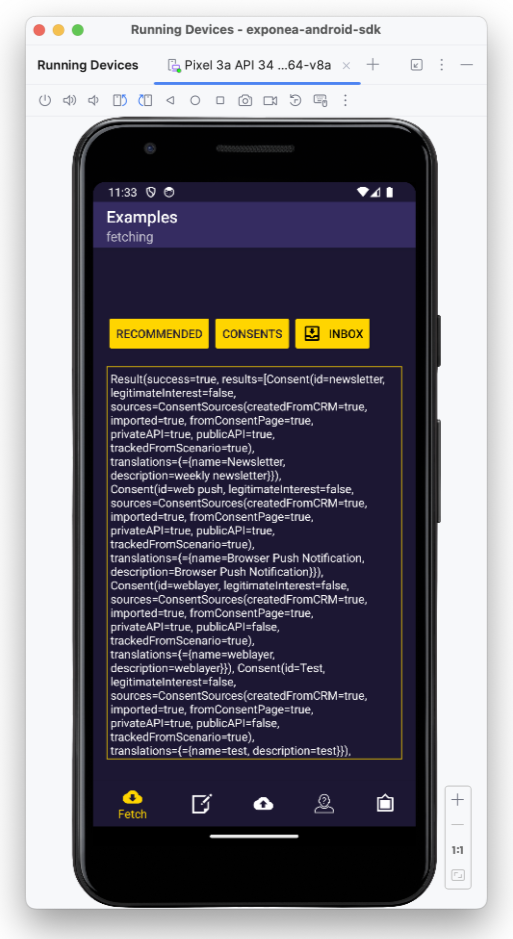 Running Devices - exponea-android-sdk
Running Devices Pixel 3a API 34 ...64-v8a
11:33
Examples
fetching
RECOMMENDED CONSENTS INBOX
Result(success=true, results=[Consent(id=newsletter,
legitimateInterest=false,
sources=ConsentSources(createdFromCRM=true,
imported=true, fromConsentPage=true,
privateAPI=true, publicAPI=true,
trackedFromScenario=true),
translations={={name=Newsletter,
description=weekly newsletter}}),
Consent(id=web push, legitimateInterest=false,
sources=ConsentSources(createdFromCRM=true,
imported=true, fromConsentPage=true,
privateAPI=true, publicAPI=true,
trackedFromScenario=true),
translations={={name=Browser Push Notification,
description=Browser Push Notification}}),
Consent(id=weblayer, legitimateInterest=false,
sources=ConsentSources(createdFromCRM=true,
imported=true, fromConsentPage=true,
privateAPI=true, publicAPI=false,
trackedFromScenario=true),
translations={={name=weblayer,
description=weblayer}}), Consent(id=Test,
legitimateInterest=false,
sources=ConsentSources(createdFromCRM=true,
imported=true, fromConsentPage=true,
privateAPI=true, publicAPI=false,
trackedFromScenario=true),
translations={={name=test, description=test}}),
Fetch
1:1